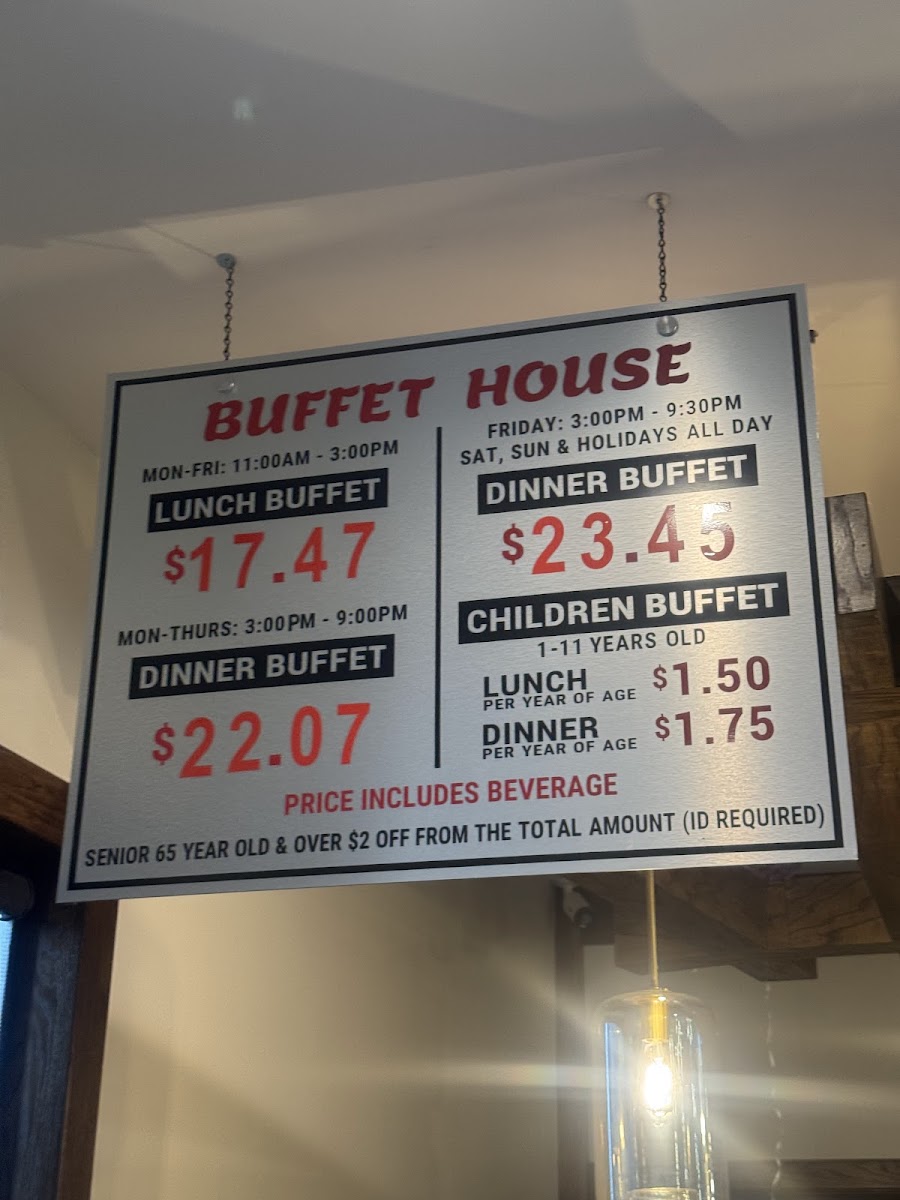 BUFFET HOUSE
MON-FRI: 11:00AM - 3:00PM
LUNCH BUFFET
$17.47
MON-THURS: 3:00PM - 9:00PM
DINNER BUFFET
$22.07
FRIDAY: 3:00PM - 9:30PM
SAT, SUN & HOLIDAYS ALL DAY
DINNER BUFFET
$23.45
CHILDREN BUFFET
1-11 YEARS OLD
LUNCH $1.50
PER YEAR OF AGE
DINNER $1.75
PER YEAR OF AGE
PRICE INCLUDES BEVERAGE
SENIOR 65 YEAR OLD & OVER $2 OFF FROM THE TOTAL AMOUNT (ID REQUIRED)